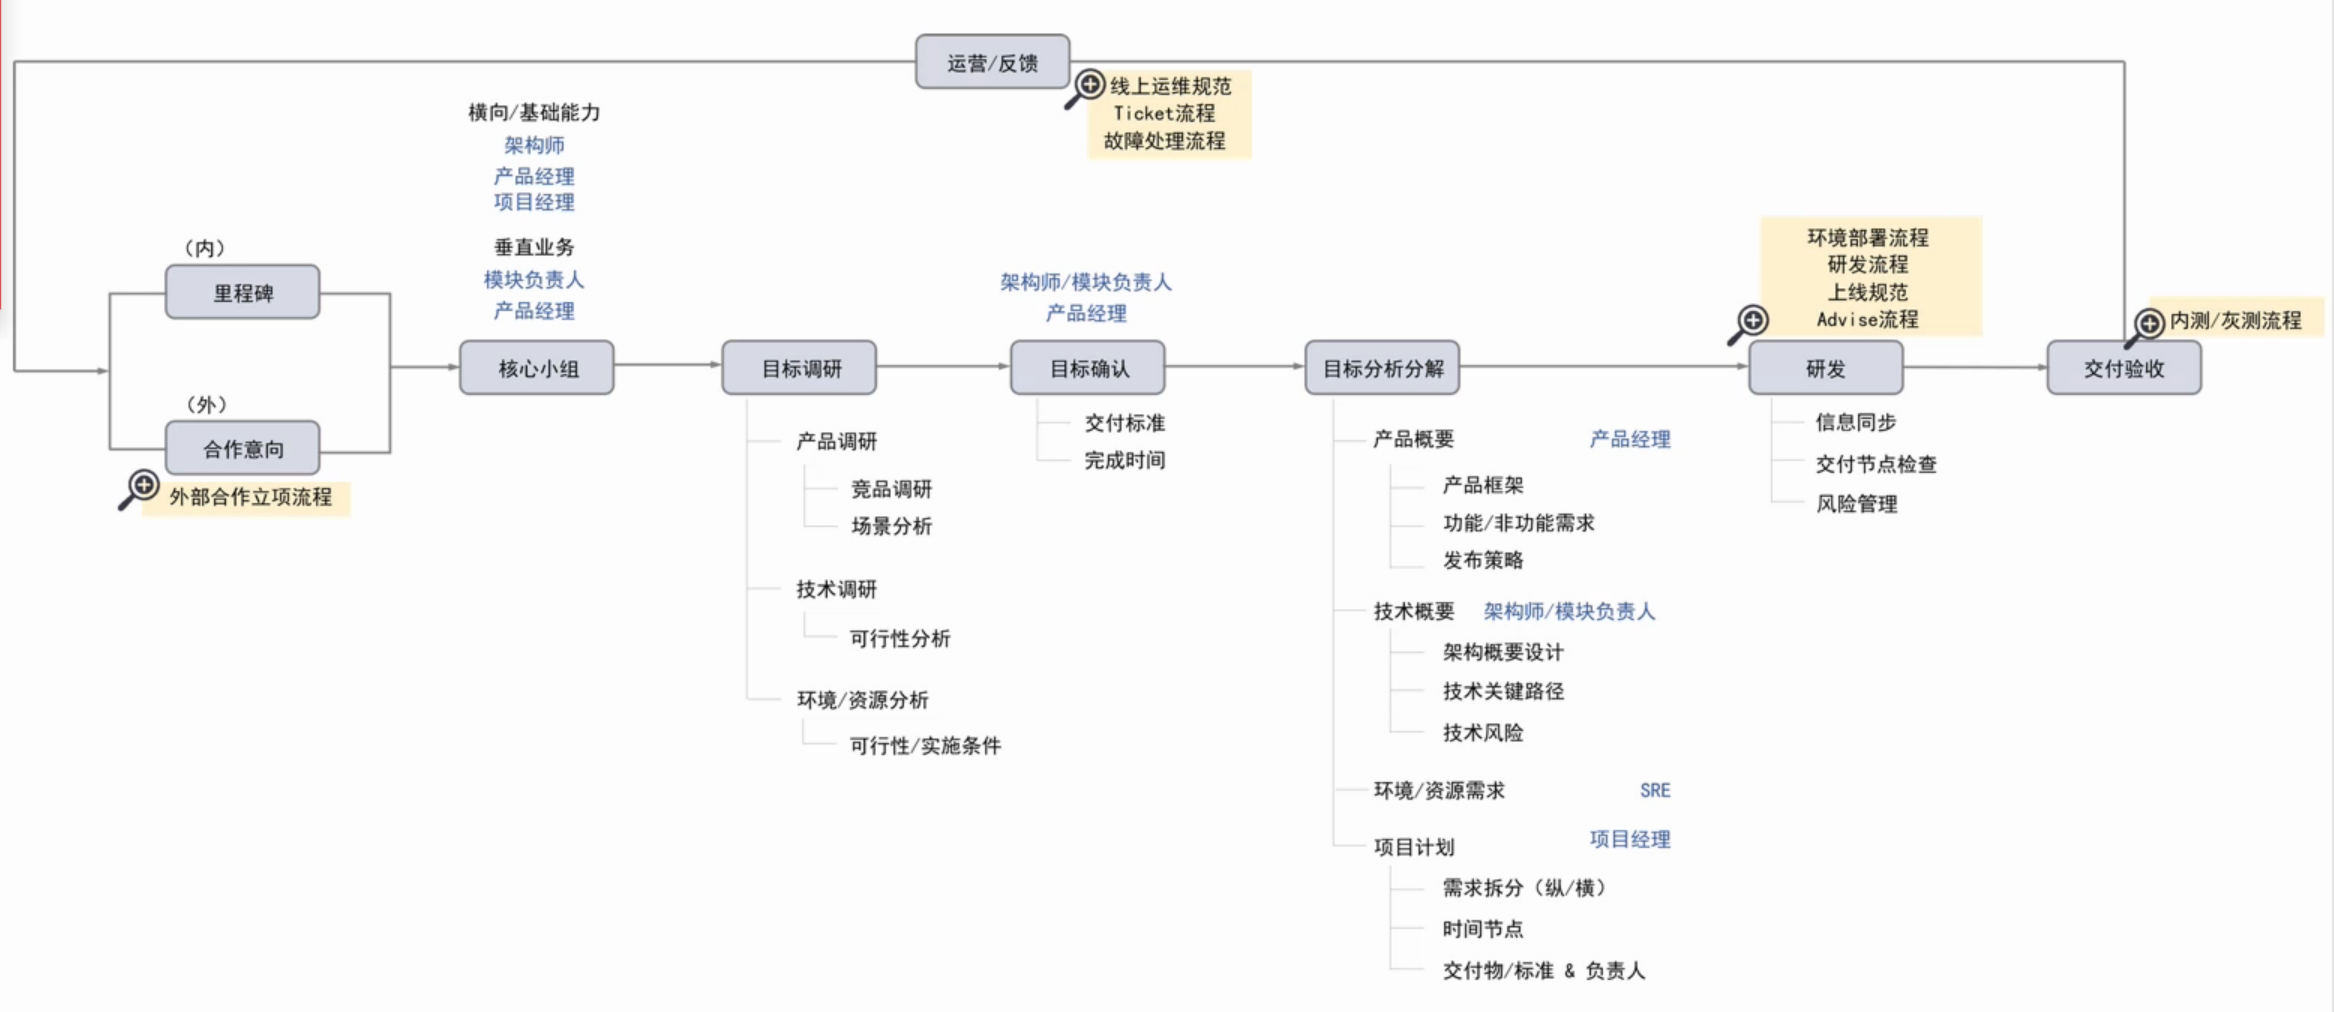 运营/反馈
线上运维规范
Ticket流程
故障处理流程
横向/基础能力
架构师
产品经理
项目经理
垂直业务
模块负责人
产品经理
（内）
里程碑
（外）
合作意向
外部合作立项流程
核心小组
目标调研
产品调研
竞品调研
场景分析
技术调研
可行性分析
环境/资源分析
可行性/实施条件
架构师/模块负责人
产品经理
目标确认
交付标准
完成时间
目标分析分解
产品概要 产品经理
产品框架
功能/非功能需求
发布策略
技术概要 架构师/模块负责人
架构概要设计
技术关键路径
技术风险
环境/资源需求 SRE
项目计划 项目经理
需求拆分（纵/横）
时间节点
交付物/标准 & 负责人
环境部署流程
研发流程
上线规范
Advise流程
研发
信息同步
交付节点检查
风险管理
内测/灰测流程
交付验收